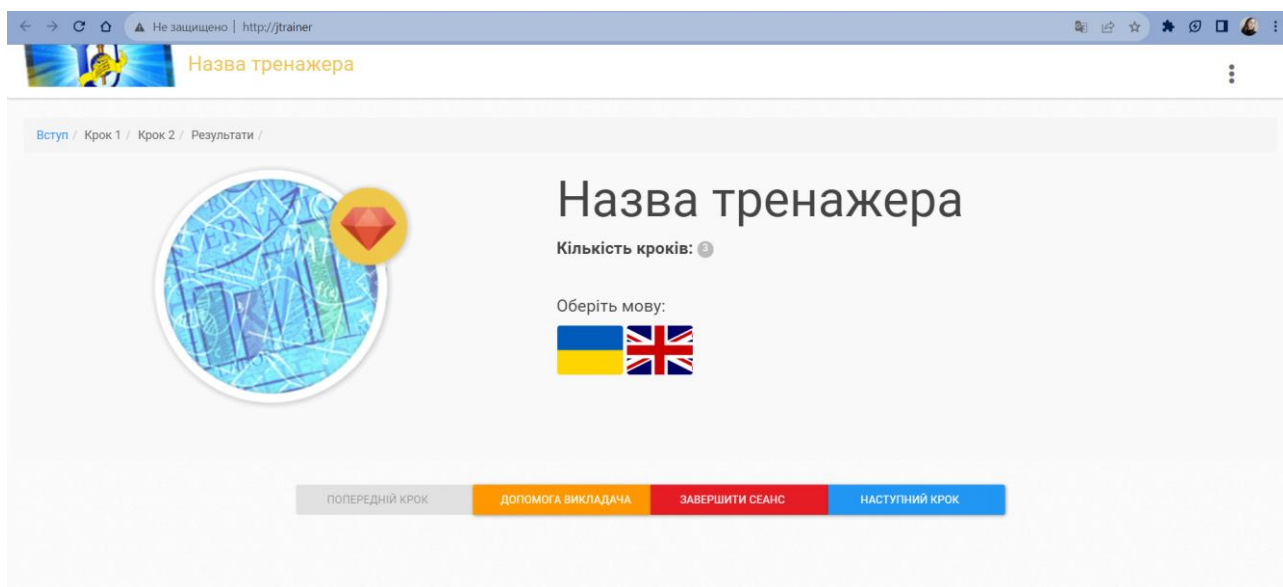 Не защищено | http://jtrainer
Назва тренажера
Вступ / Крок 1 / Крок 2 / Результати /
Назва тренажера
Кількість кроків: 3
Оберіть мову:
ПОПЕРЕДНІЙ КРОК ДОПОМОГА ВИКЛАДАЧА ЗАВЕРШИТИ СЕАНС НАСТУПНИЙ КРОК